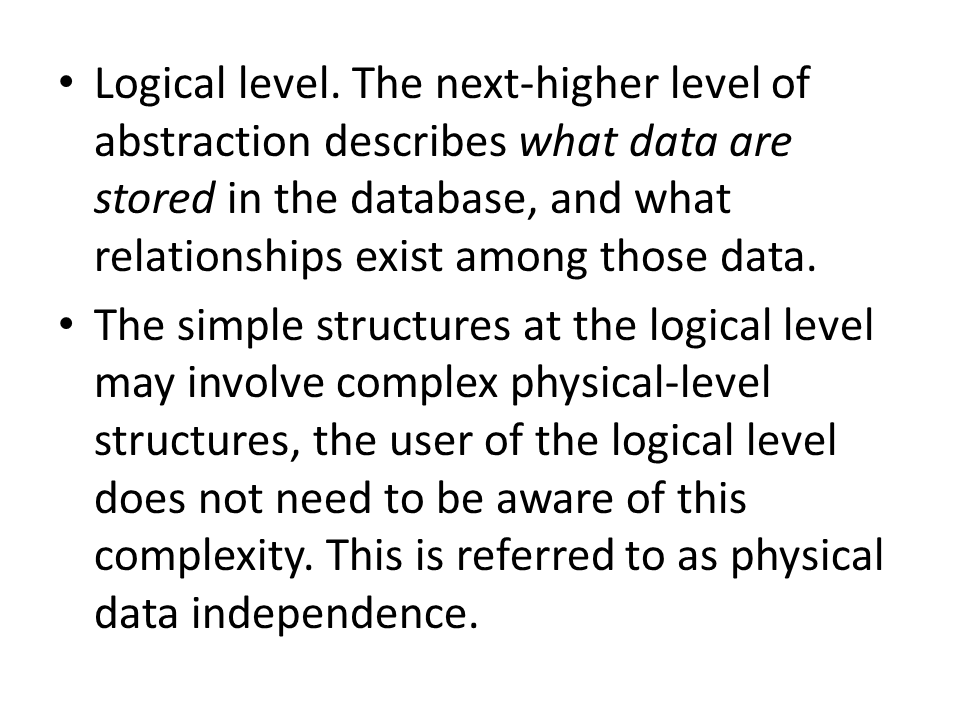 • Logical level. The next-higher level of
abstraction describes what data are
stored in the database, and what
relationships exist among those data.
• The simple structures at the logical level
may involve complex physical-level
structures, the user of the logical level
does not need to be aware of this
complexity. This is referred to as physical
data independence.